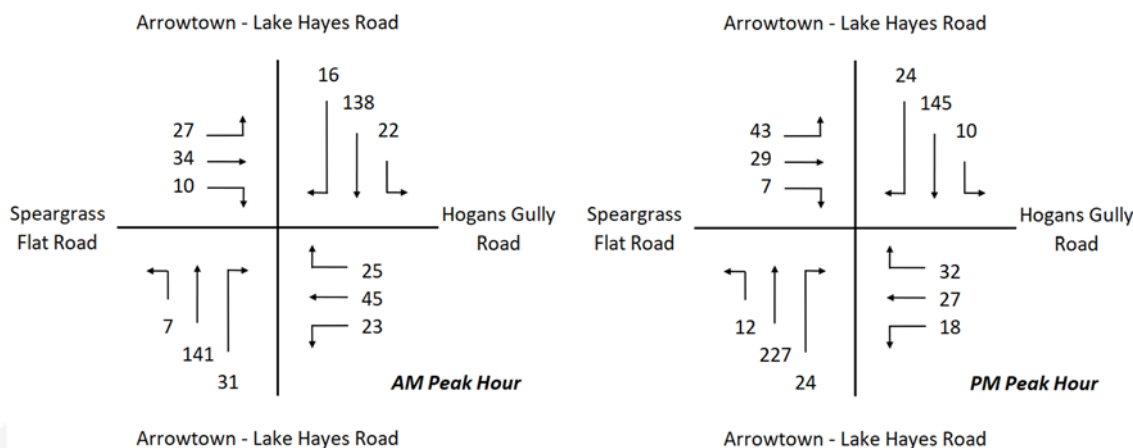 Arrowtown - Lake Hayes Road
16
138
27
22
34
10
Speargrass
Flat Road
Hogans Gully
Road
25
45
7
23
141
31
AM Peak Hour
Arrowtown - Lake Hayes Road
Arrowtown - Lake Hayes Road
24
145
43
10
29
7
Speargrass
Flat Road
Hogans Gully
Road
32
27
12
18
227
24
PM Peak Hour
Arrowtown - Lake Hayes Road